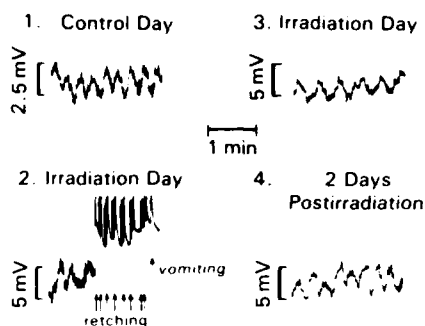 1. Control Day
2.5 mV
3. Irradiation Day
5 mV
1 min
2. Irradiation Day
5 mV
vomiting
retching
4. 2 Days
Postirradiation
5 mV